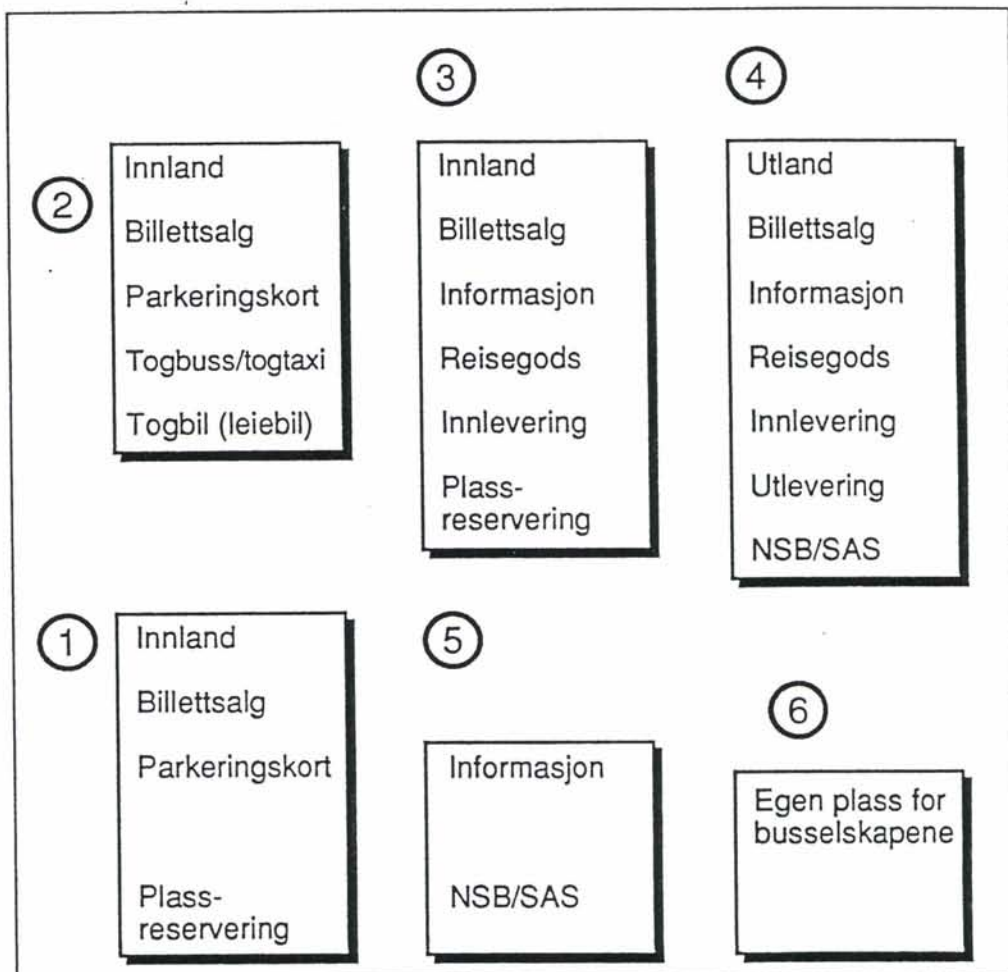 3
4
2
Innland
Billettsalg
Parkeringskort
Togbuss/togtaxi
Togbil (leiebil)
Innland
Billettsalg
Informasjon
Reisegods
Innlevering
Plass-
reservering
Utland
Billettsalg
Informasjon
Reisegods
Innlevering
Utlevering
NSB/SAS
1
Innland
Billettsalg
Parkeringskort
Plass-
reservering
5
Informasjon
NSB/SAS
6
Egen plass for
busselskapene